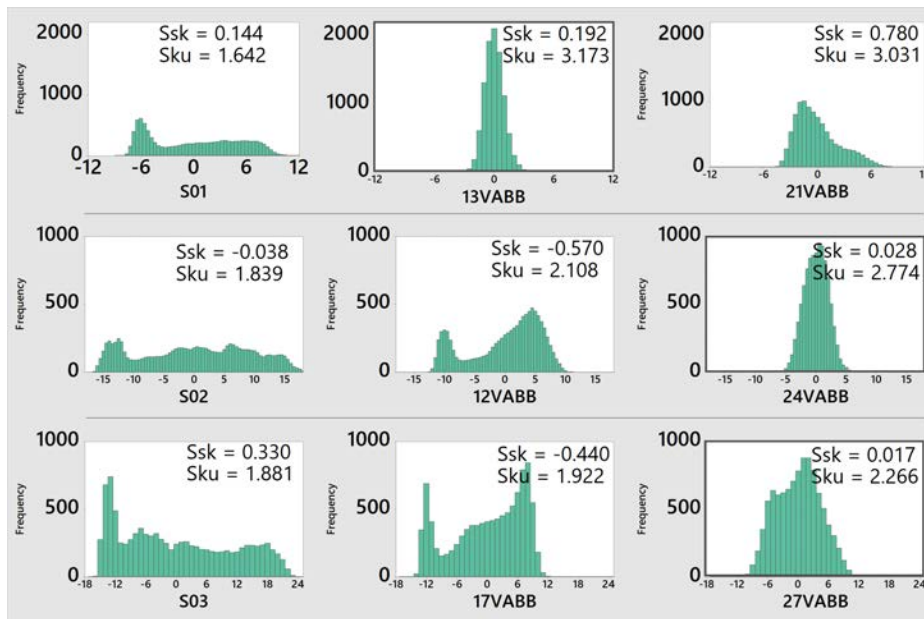 2000
1000
0
Frequency
Ssk = 0.144
Sku = 1.642
-12 -6 0 6 12
S01
2000
1000
0
Ssk = 0.192
Sku = 3.173
-12 -6 0 6 12
13VABB
2000
1000
0
Frequency
Ssk = 0.780
Sku = 3.031
-12 -6 0 6 12
21VABB
1000
500
0
Frequency
Ssk = -0.038
Sku = 1.839
-15 -10 -5 0 5 10 15
S02
1000
500
0
Frequency
Ssk = -0.570
Sku = 2.108
-15 -10 -5 0 5 10 15
12VABB
1000
500
0
Frequency
Ssk = 0.028
Sku = 2.774
-15 -10 -5 0 5 10 15
24VABB
1000
500
0
Frequency
Ssk = 0.330
Sku = 1.881
-18 -12 -6 0 6 12 18 24
S03
1000
500
0
Frequency
Ssk = -0.440
Sku = 1.922
-18 -12 -6 0 6 12 18 24
17VABB
1000
500
0
Frequency
Ssk = 0.017
Sku = 2.266
-18 -12 -6 0 6 12 18 24
27VABB